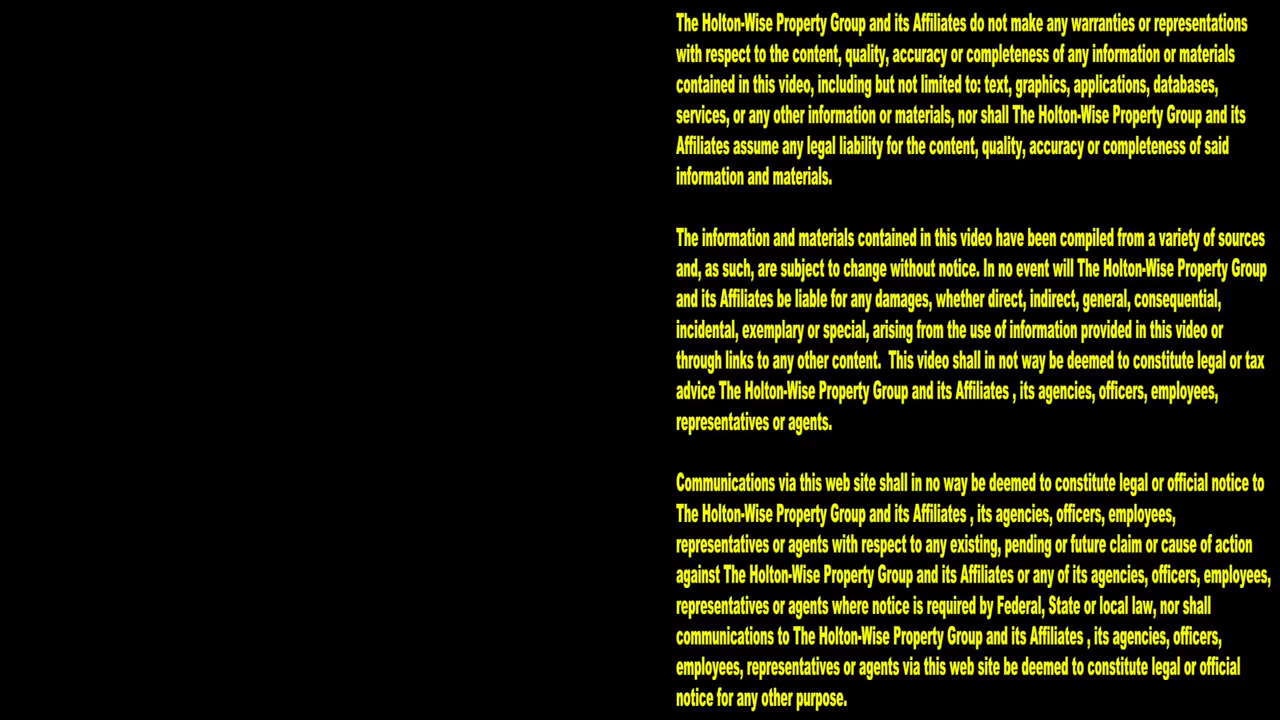 The Holton-Wise Property Group and its Affiliates do not make any warranties or representations
with respect to the content, quality, accuracy or completeness of any information or materials
contained in this video, including but not limited to: text, graphics, applications, databases,
services, or any other information or materials, nor shall The Holton-Wise Property Group and its
Affiliates assume any legal liability for the content, quality, accuracy or completeness of said
information and materials.
The information and materials contained in this video have been compiled from a variety of sources
and, as such, are subject to change without notice. In no event will The Holton-Wise Property Group
and its Affiliates be liable for any damages, whether direct, indirect, general, consequential,
incidental, exemplary or special, arising from the use of information provided in this video or
through links to any other content.  This video shall in not way be deemed to constitute legal or tax
advice The Holton-Wise Property Group and its Affiliates , its agencies, officers, employees,
representatives or agents.
Communications via this web site shall in no way be deemed to constitute legal or official notice to
The Holton-Wise Property Group and its Affiliates , its agencies, officers, employees,
representatives or agents with respect to any existing, pending or future claim or cause of action
against The Holton-Wise Property Group and its Affiliates or any of its agencies, officers, employees,
representatives or agents where notice is required by Federal, State or local law, nor shall
communications to The Holton-Wise Property Group and its Affiliates , its agencies, officers,
employees, representatives or agents via this web site be deemed to constitute legal or official
notice for any other purpose.